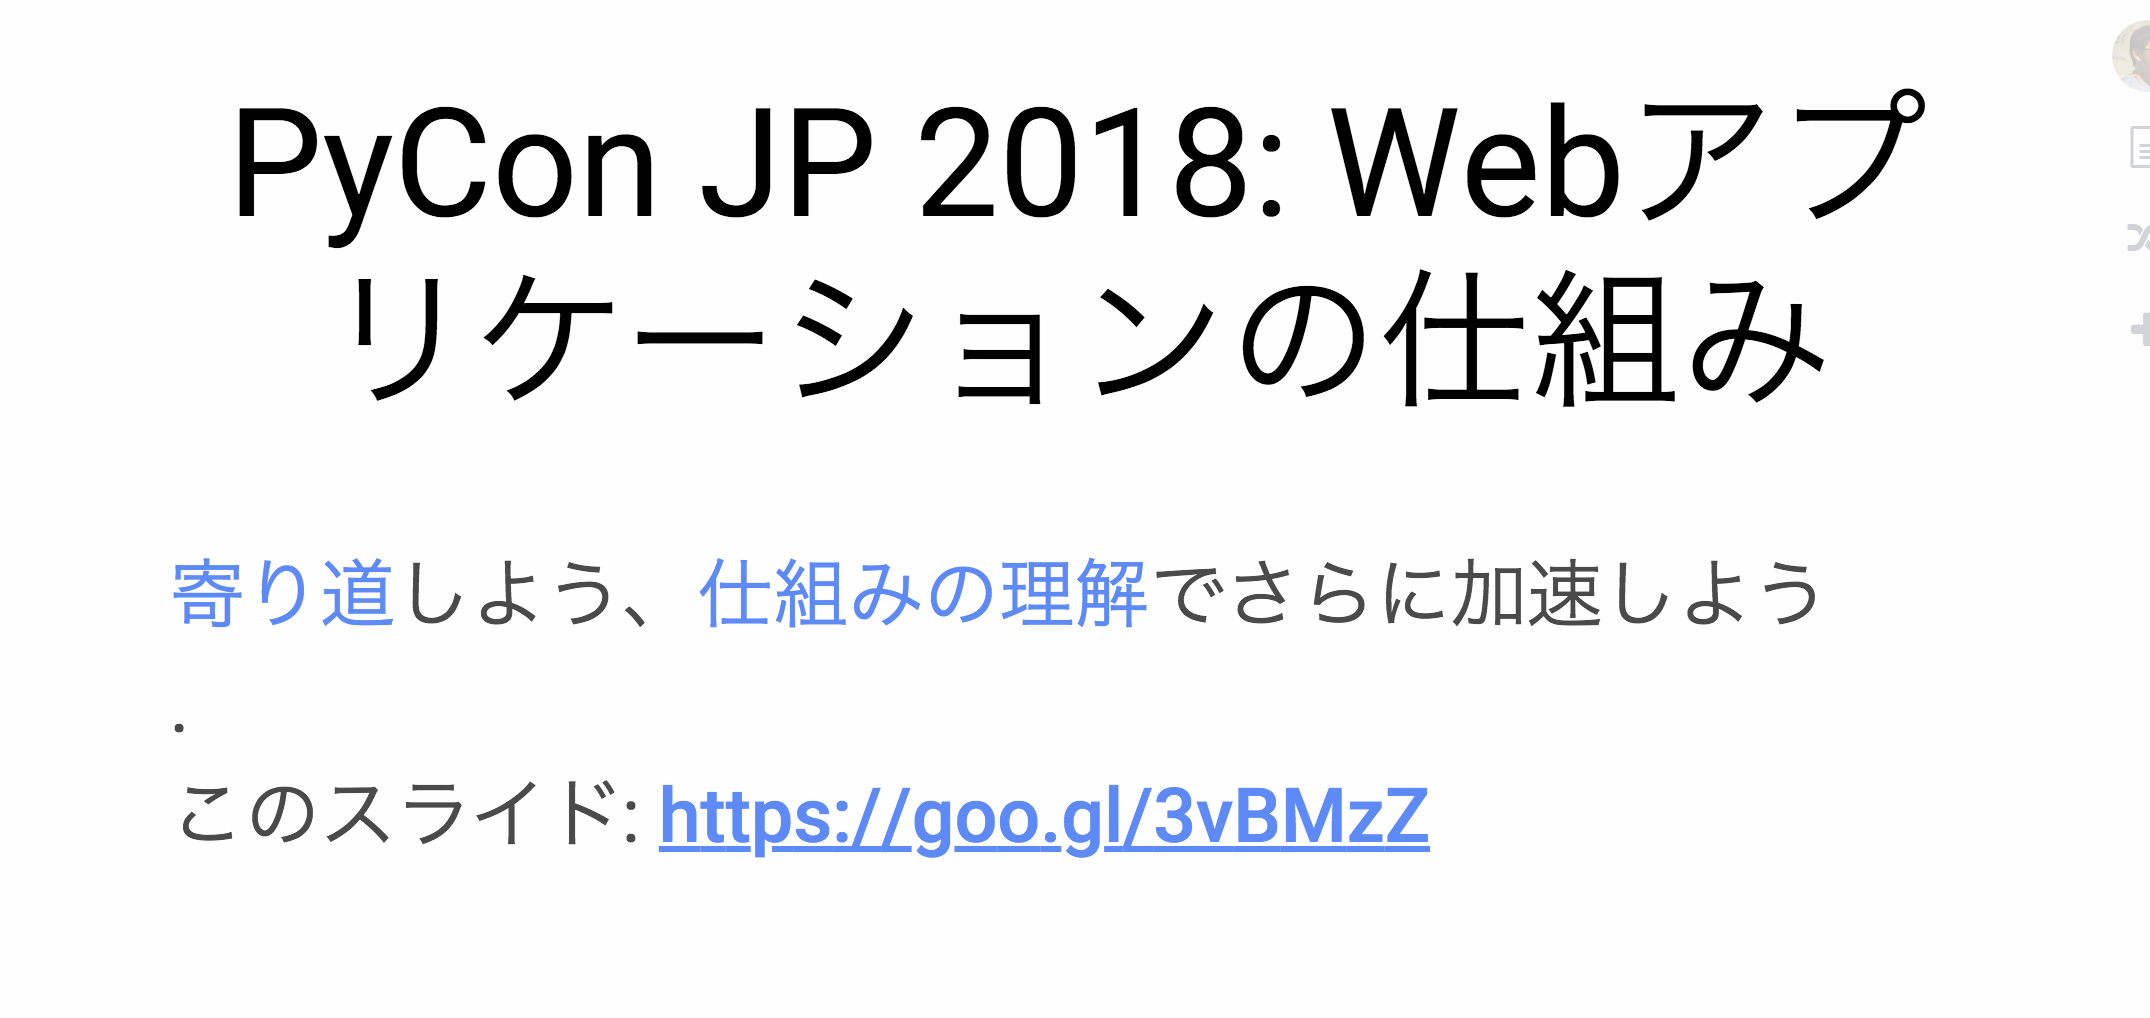 PyCon JP 2018: Webアプ
リケーションの仕組み
寄り道しよう、仕組みの理解でさらに加速しよう
.
このスライド: https://goo.gl/3vBMzZ